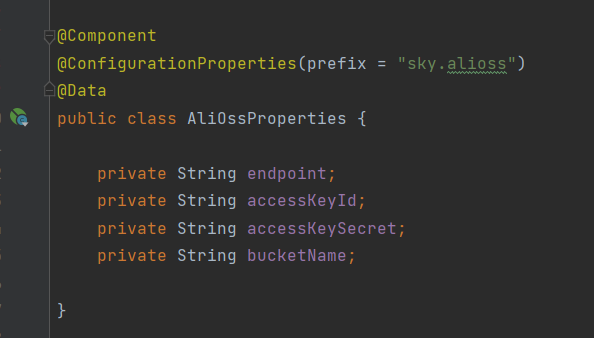 @Component
@ConfigurationProperties(prefix = "sky.alioss")
@Data
public class AliOssProperties {
private String endpoint;
private String accessKeyId;
private String accessKeySecret;
private String bucketName;
}